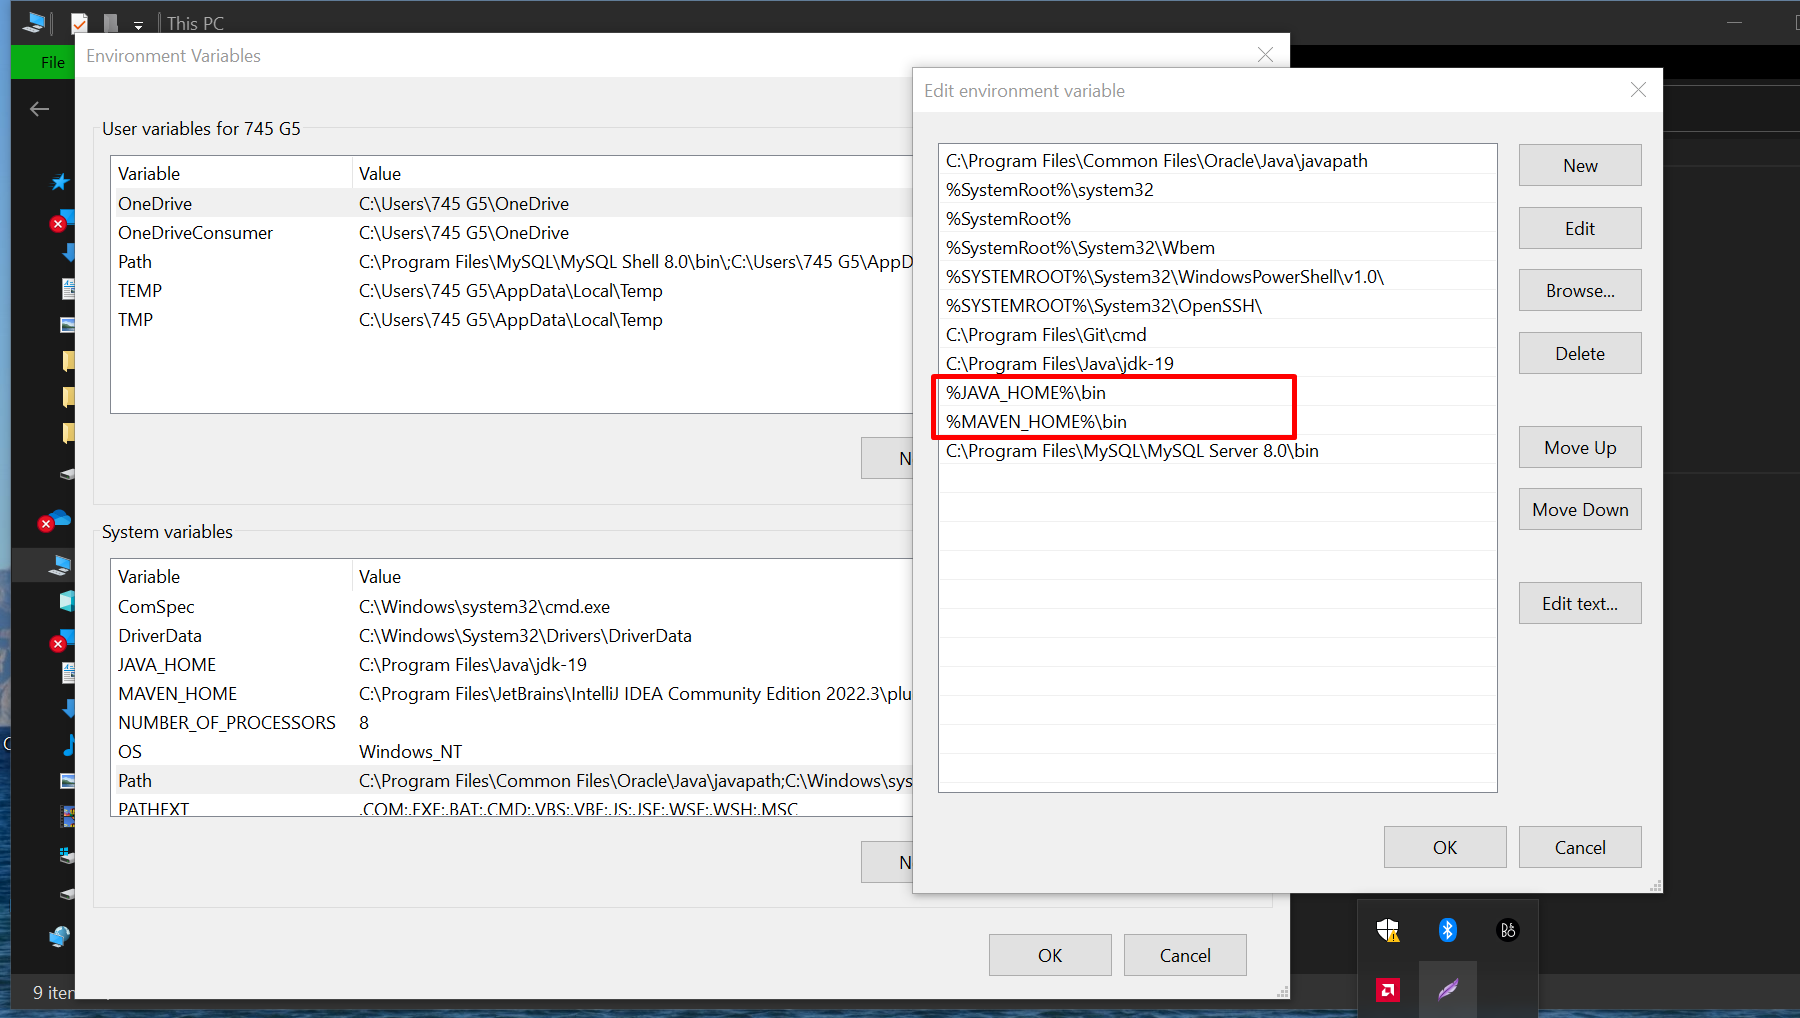 This PC
File
Environment Variables
User variables for 745 G5
Variable Value
OneDrive C:\Users\745 G5\OneDrive
OneDriveConsumer C:\Users\745 G5\OneDrive
Path C:\Program Files\MySQL\MySQL Shell 8.0\bin\;C:\Users\745 G5\AppD
TEMP C:\Users\745 G5\AppData\Local\Temp
TMP C:\Users\745 G5\AppData\Local\Temp
N
System variables
Variable Value
ComSpec C:\Windows\system32\cmd.exe
DriverData C:\Windows\System32\Drivers\DriverData
JAVA_HOME C:\Program Files\Java\jdk-19
MAVEN_HOME C:\Program Files\JetBrains\IntelliJ IDEA Community Edition 2022.3\plu
NUMBER_OF_PROCESSORS 8
OS Windows_NT
Path C:\Program Files\Common Files\Oracle\Java\javapath;C:\Windows\sys
PATHEXT .COM;.EXE;.BAT;.CMD;.VBS;.VBE;.JS;.JSE;.WSF;.WSH;.MSC
N
OK Cancel
Edit environment variable
C:\Program Files\Common Files\Oracle\Java\javapath
%SystemRoot%\system32
%SystemRoot%
%SystemRoot%\System32\Wbem
%SYSTEMROOT%\System32\WindowsPowerShell\v1.0\
%SYSTEMROOT%\System32\OpenSSH\
C:\Program Files\Git\cmd
C:\Program Files\Java\jdk-19
%JAVA_HOME%\bin
%MAVEN_HOME%\bin
C:\Program Files\MySQL\MySQL Server 8.0\bin
New
Edit
Browse...
Delete
Move Up
Move Down
Edit text...
OK Cancel
9 iten